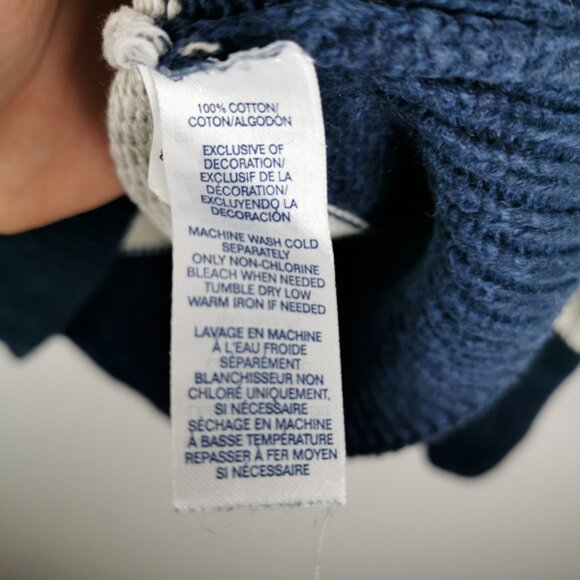 100% COTTON/
COTON/ALGODÓN
EXCLUSIVE OF
DECORATION/
EXCLUSIF DE LA
DÉCORATION/
EXCLUYENDO LA
DECORACIÓN
MACHINE WASH COLD
SEPARATELY
ONLY NON-CHLORINE
BLEACH WHEN NEEDED
TUMBLE DRY LOW
WARM IRON IF NEEDED
LAVAGE EN MACHINE
À L'EAU FROIDE
SÉPARÉMENT
BLANCHISSEUR NON
CHLORÉ UNIQUEMENT,
SI NÉCESSAIRE
SÉCHAGE EN MACHINE
À BASSE TEMPÉRATURE
REPASSER À FER MOYEN
SI NÉCESSAIRE